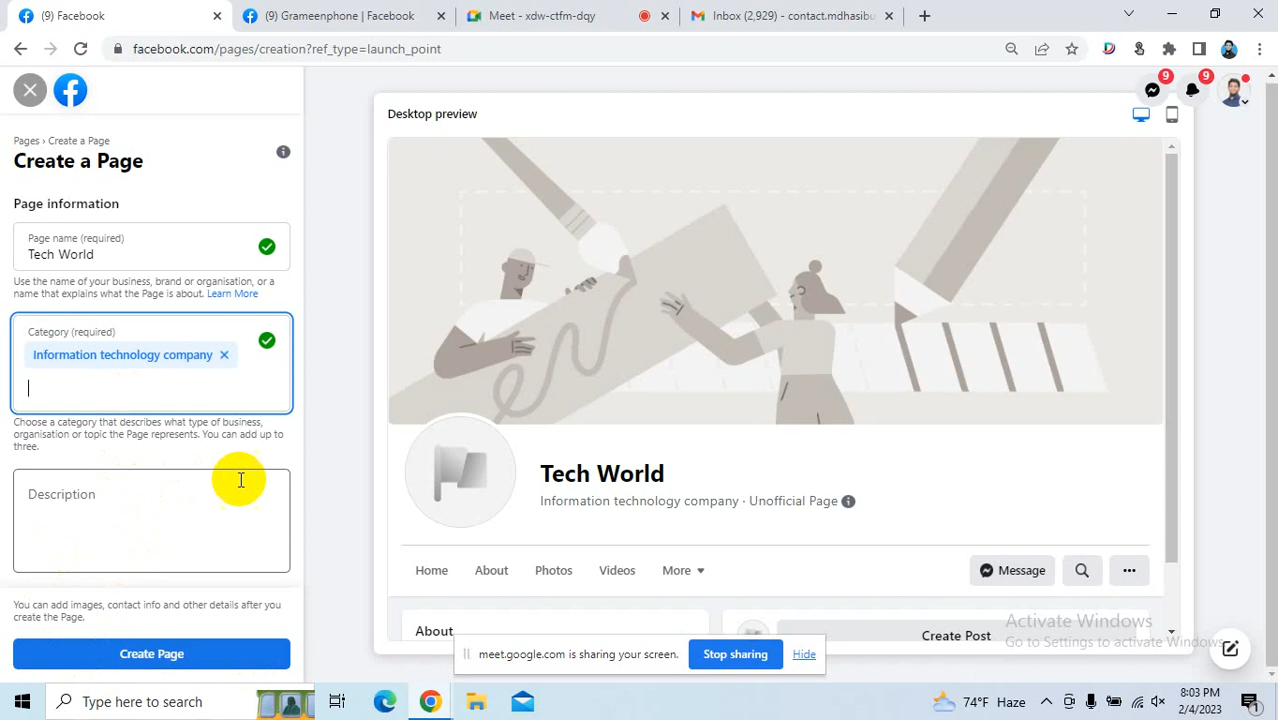 (9) Facebook
(9) Grameenphone | Facebook
Meet - xdw-ctfm-dqy
Inbox (2,929) - contact.mdhasibu
facebook.com/pages/creation?ref_type=launch_point
9
9
Pages › Create a Page
Create a Page
Page information
Page name (required)
Tech World
Use the name of your business, brand or organisation, or a
name that explains what the Page is about. Learn More
Category (required)
Information technology company
Choose a category that describes what type of business,
organisation or topic the Page represents. You can add up to
three.
Description
You can add images, contact info and other details after you
create the Page.
Create Page
Desktop preview
Tech World
Information technology company · Unofficial Page
Home
About
Photos
Videos
More
Message
About
Create Post
Activate Windows
Go to Settings to activate Windows.
meet.google.com is sharing your screen.
Stop sharing
Hide
Type here to search
74°F Haze
8:03 PM
2/4/2023
1